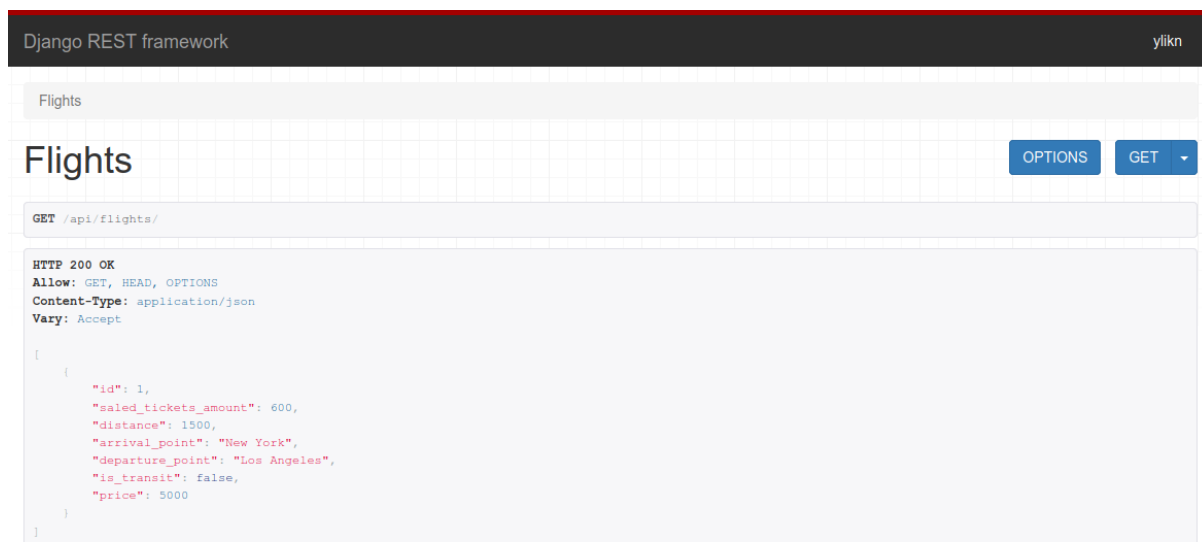 Django REST framework
ylikn
Flights
Flights
OPTIONS
GET
GET /api/flights/
HTTP 200 OK
Allow: GET, HEAD, OPTIONS
Content-Type: application/json
Vary: Accept
[
    {
        "id": 1,
        "saled_tickets_amount": 600,
        "distance": 1500,
        "arrival_point": "New York",
        "departure_point": "Los Angeles",
        "is_transit": false,
        "price": 5000
    }
]